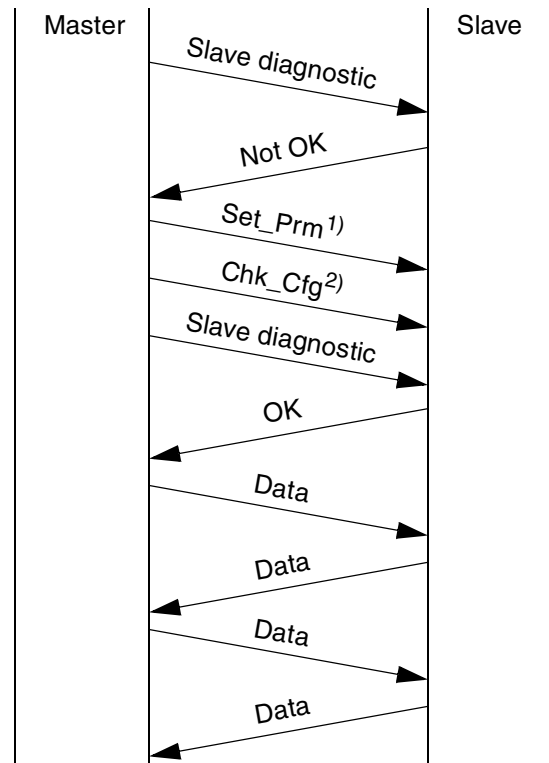 Master
Slave
Slave diagnostic
Not OK
Set_Prm1)
Chk_Cfg2)
Slave diagnostic
OK
Data
Data
Data
Data